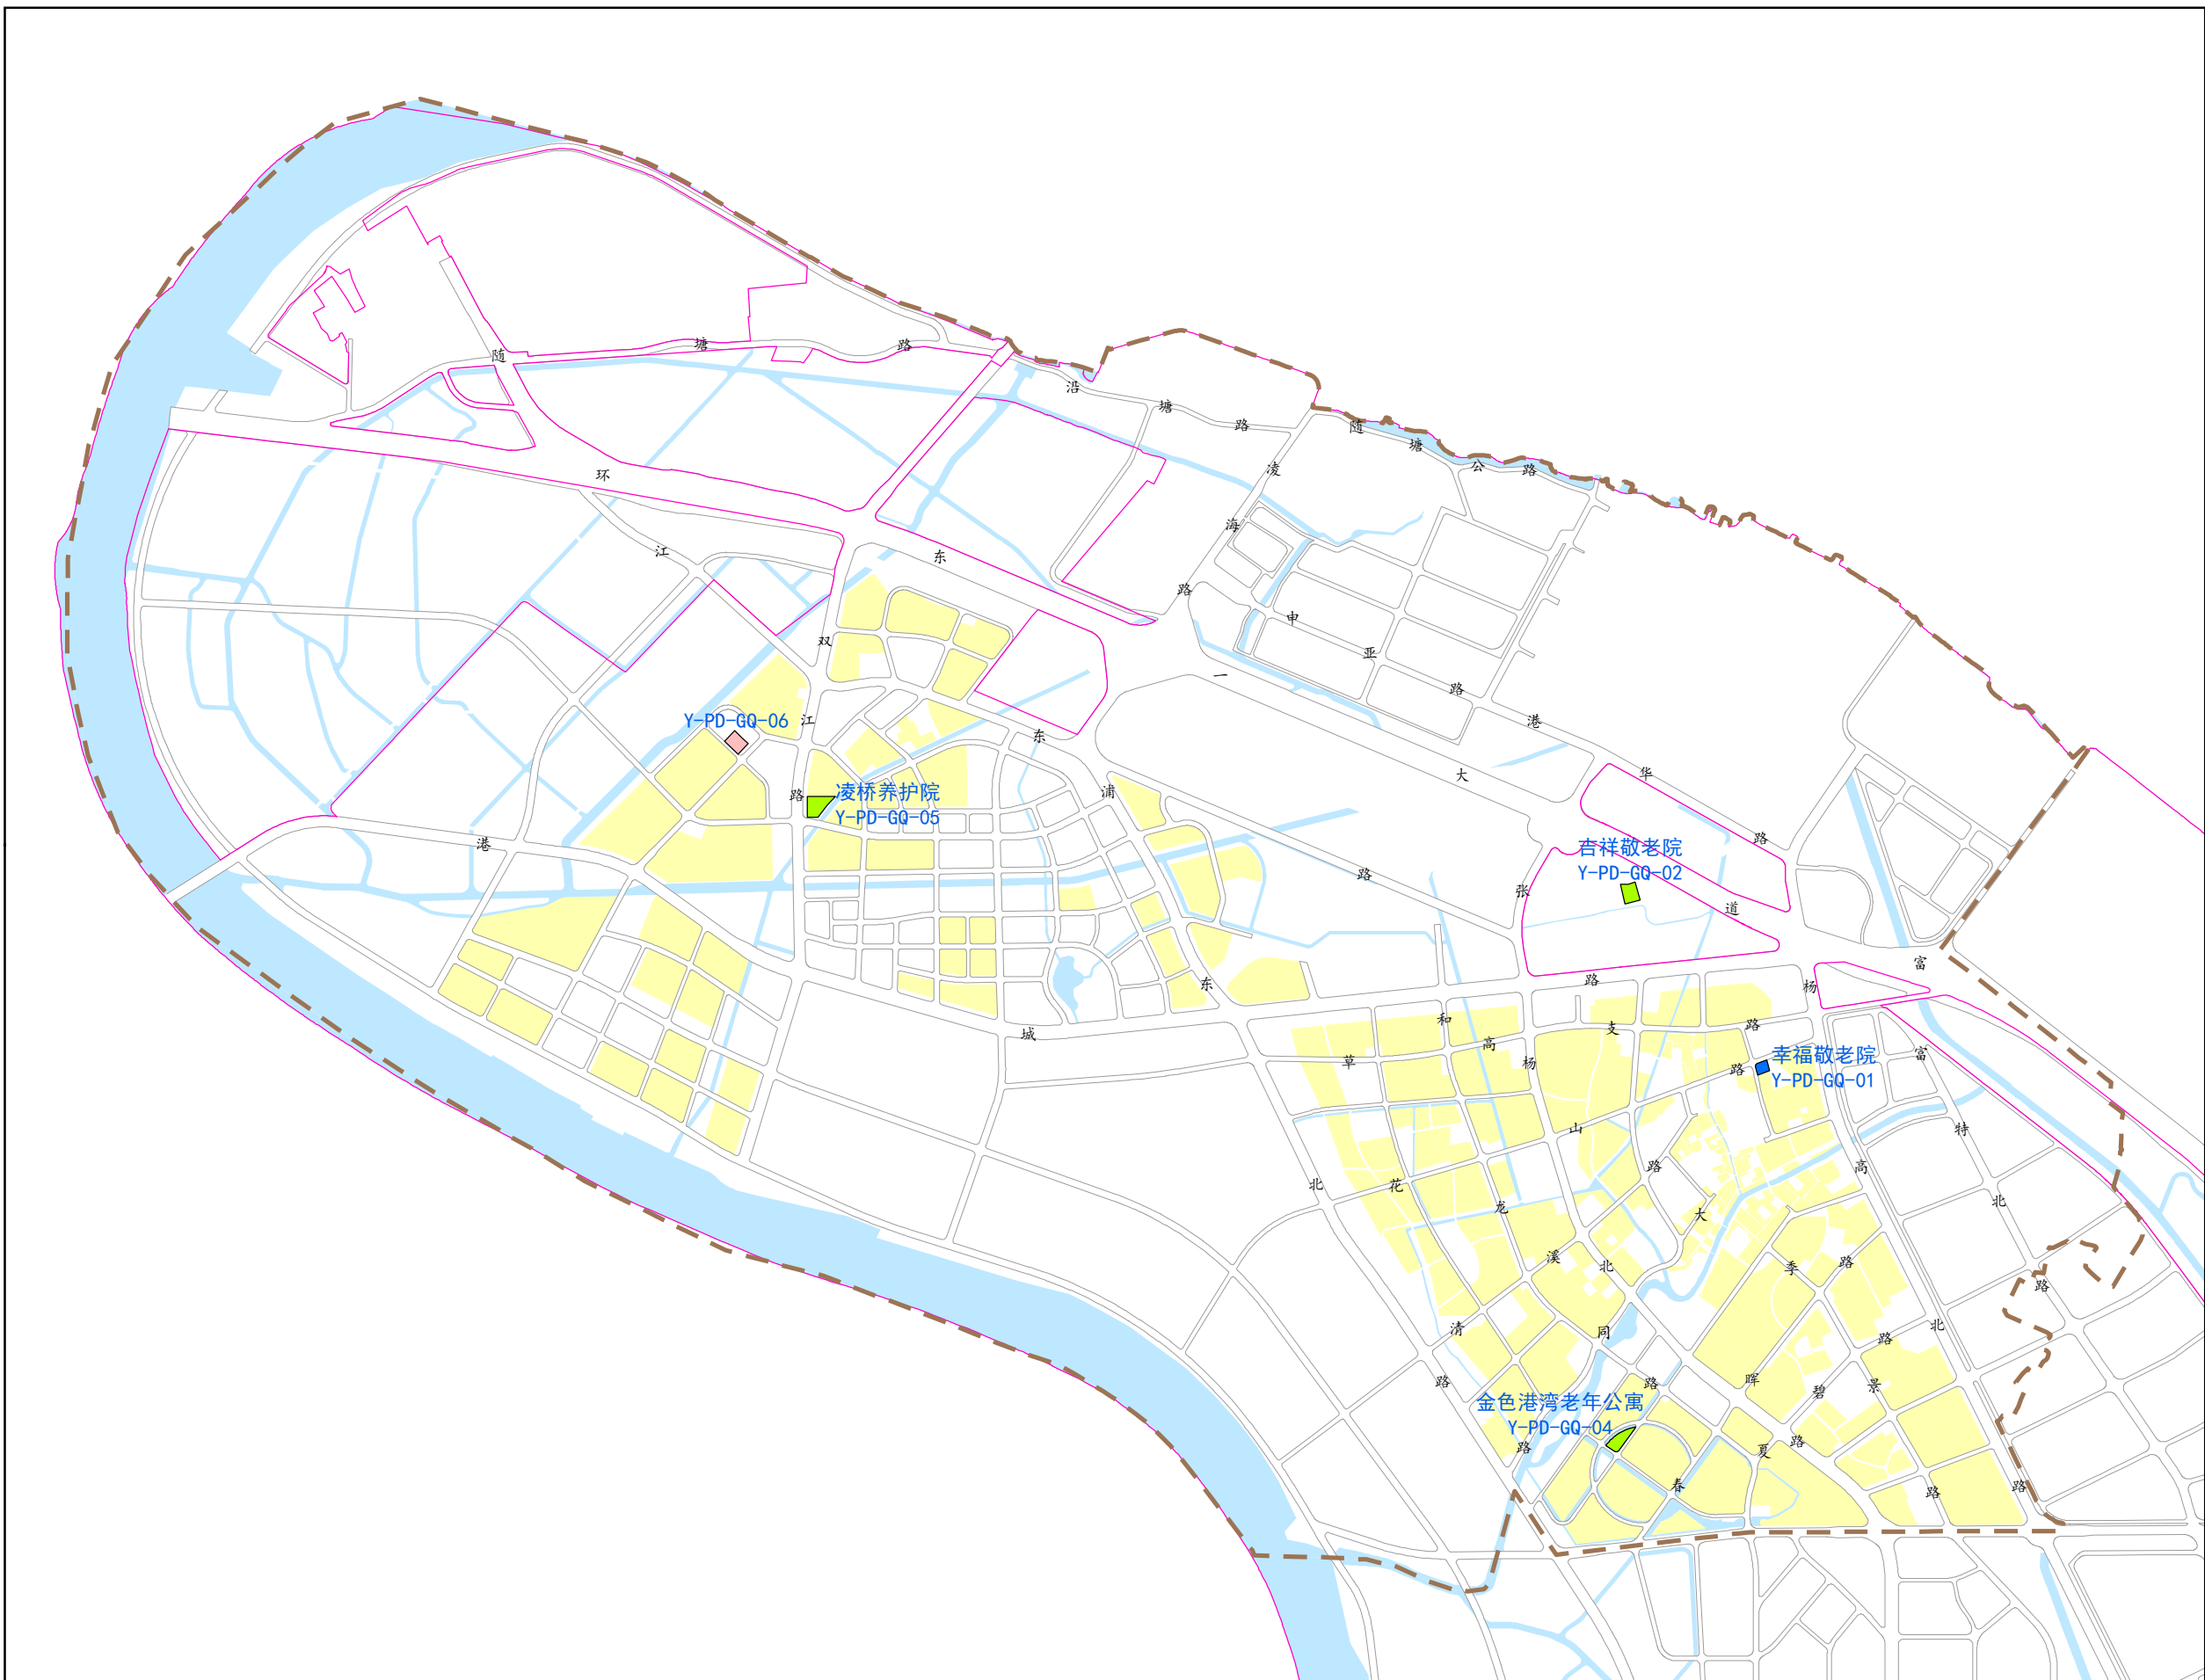 随
塘
路
沿
塘
路
随
塘
公
路
环
凌
海
路
江
东
申
亚
路
双
江
路
一
港
华
路
Y-PD-GQ-06
东
大
浦
凌桥养护院
Y-PD-GQ-05
港
路
张
道
吉祥敬老院
Y-PD-GQ-02
富
路
杨
东
城
和
高
杨
支
路
草
路
幸福敬老院
Y-PD-GQ-01
富
特
山
路
高
北
北
花
龙
大
溪
北
季
路
路
清
同
路
北
路
路
晖
碧
景
金色港湾老年公寓
Y-PD-GQ-04
路
夏
路
春
路
路